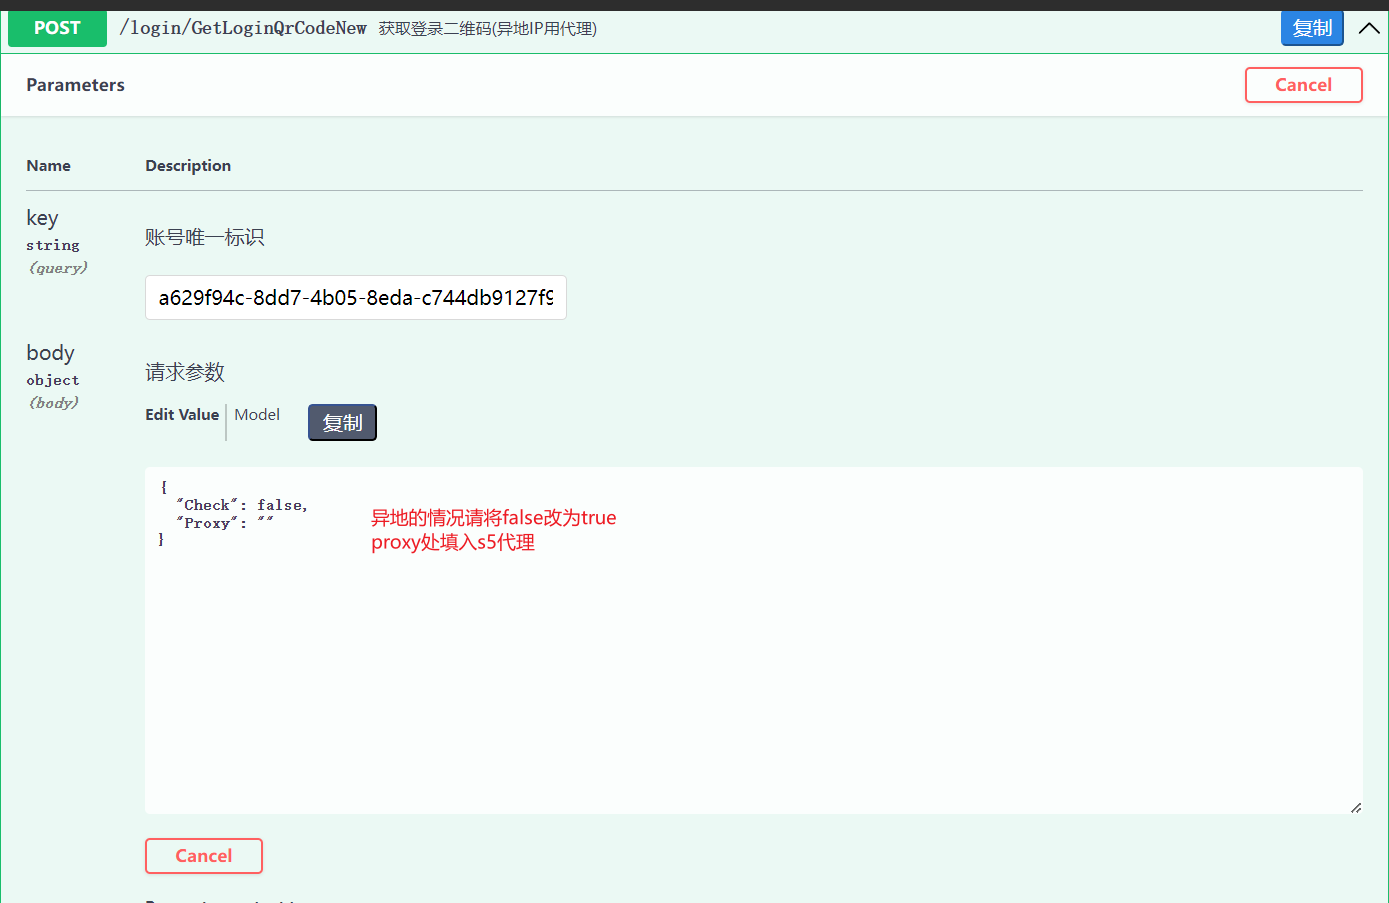 POST /login/GetLoginQrCodeNew 获取登录二维码(异地IP用代理) 复制
Parameters
Cancel
Name Description
key
string
(query)
账号唯一标识
a629f94c-8dd7-4b05-8eda-c744db9127f9
body
object
(body)
请求参数
Edit Value Model 复制
{
"Check": false,
"Proxy": ""
}
异地的情况请将false改为true
proxy处填入s5代理
Cancel